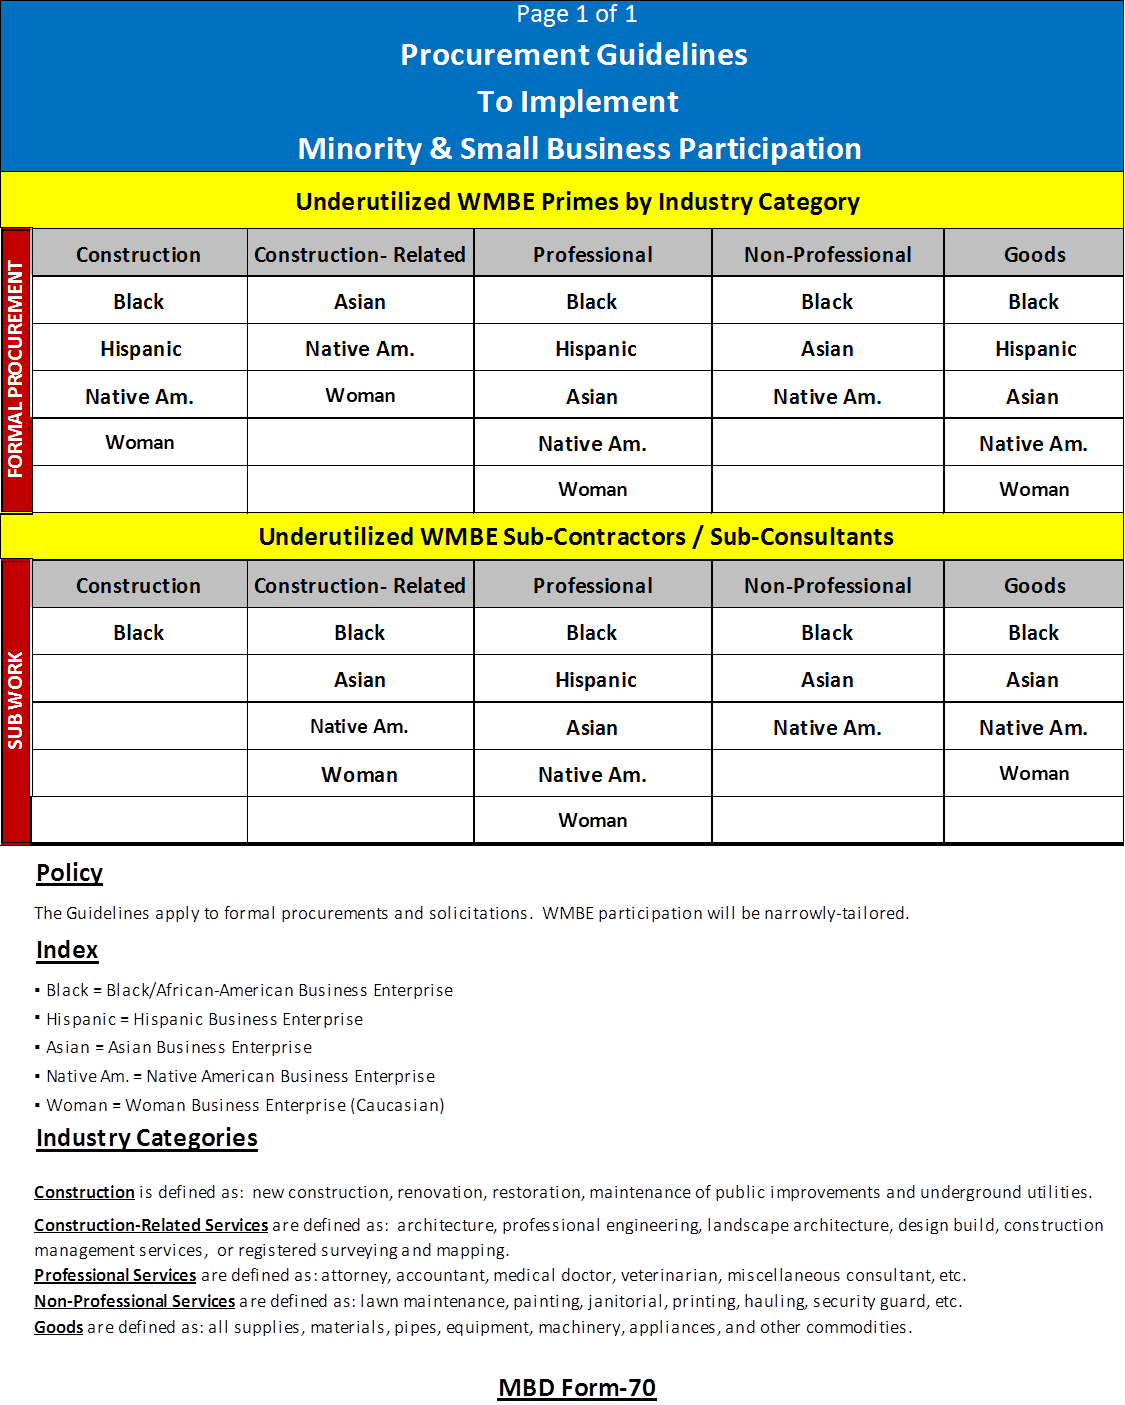 Page 1 of 1
Procurement Guidelines
To Implement
Minority & Small Business Participation
Underutilized WMBE Primes by Industry Category
FORMAL PROCUREMENT
Construction Construction- Related Professional Non-Professional Goods
Black Asian Black Black Black
Hispanic Native Am. Hispanic Asian Hispanic
Native Am. Woman Asian Native Am. Asian
Woman Native Am. Native Am.
Woman Woman
Underutilized WMBE Sub-Contractors / Sub-Consultants
SUB WORK
Construction Construction- Related Professional Non-Professional Goods
Black Black Black Black Black
Asian Hispanic Asian Asian
Native Am. Asian Native Am. Native Am.
Woman Native Am. Woman
Woman
Policy
The Guidelines apply to formal procurements and solicitations. WMBE participation will be narrowly-tailored.
Index
▪ Black = Black/African-American Business Enterprise
▪ Hispanic = Hispanic Business Enterprise
▪ Asian = Asian Business Enterprise
▪ Native Am. = Native American Business Enterprise
▪ Woman = Woman Business Enterprise (Caucasian)
Industry Categories
Construction is defined as: new construction, renovation, restoration, maintenance of public improvements and underground utilities.
Construction-Related Services are defined as: architecture, professional engineering, landscape architecture, design build, construction
management services, or registered surveying and mapping.
Professional Services are defined as: attorney, accountant, medical doctor, veterinarian, miscellaneous consultant, etc.
Non-Professional Services are defined as: lawn maintenance, painting, janitorial, printing, hauling, security guard, etc.
Goods are defined as: all supplies, materials, pipes, equipment, machinery, appliances, and other commodities.
MBD Form-70